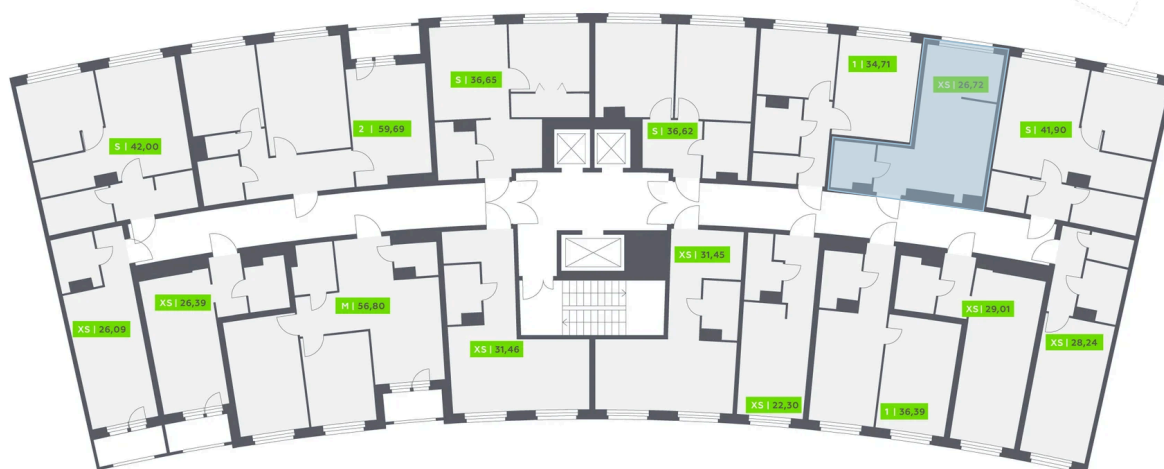 S | 36,65
1 | 34,71
XS | 26,72
2 | 59,69
S | 36,62
S | 41,90
S | 42,00
XS | 31,45
XS | 26,39
M | 56,80
XS | 29,01
XS | 26,09
XS | 31,46
XS | 28,24
XS | 22,30
1 | 36,39